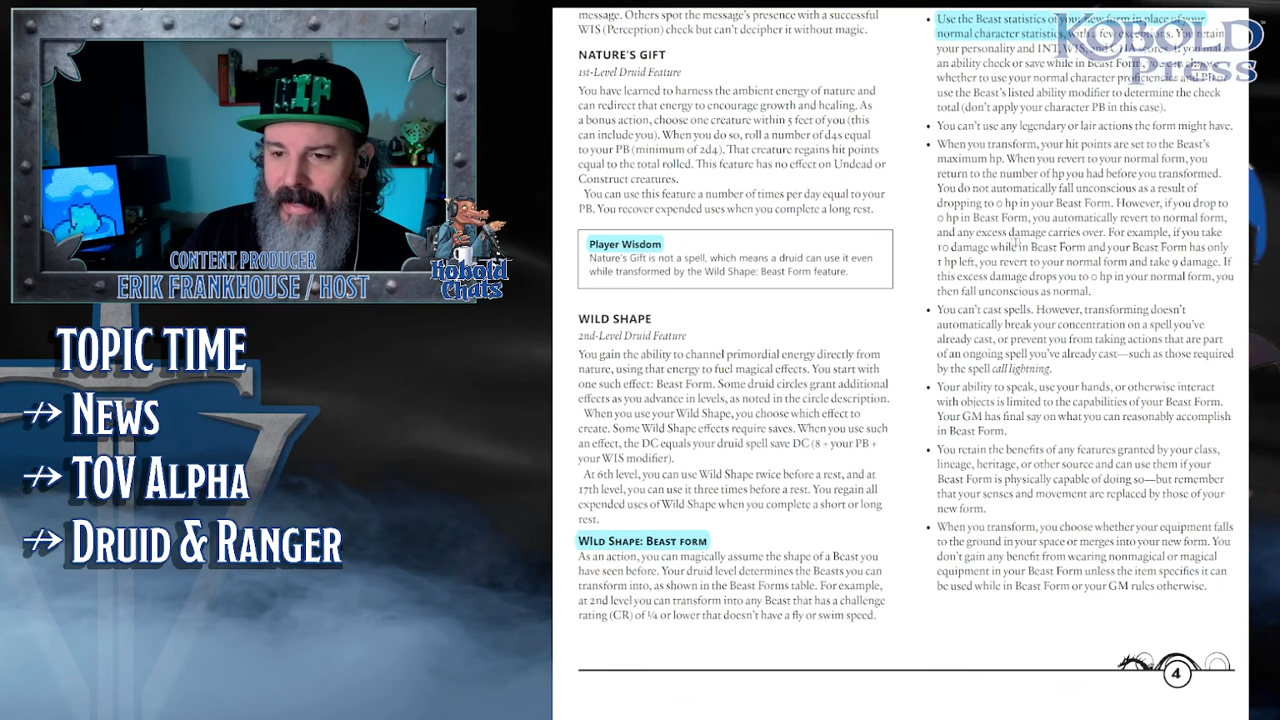 HIP
CONTENT PRODUCER
ERIK FRANKHOUSE / HOST
Kobold
Chats
TOPIC TIME
News
TOV Alpha
Druid & Ranger
message. Others spot the message's presence with a successful
WIS (Perception) check but can't decipher it without magic.
NATURE'S GIFT
1st-Level Druid Feature
You have learned to harness the ambient energy of nature and
can redirect that energy to encourage growth and healing. As
a bonus action, choose one creature within 5 feet of you (this
can include you). When you do so, roll a number of d4s equal
to your PB (minimum of 2d4). That creature regains hit points
equal to the total rolled. This feature has no effect on Undead or
Construct creatures.
You can use this feature a number of times per day equal to your
PB. You recover expended uses when you complete a long rest.
Player Wisdom
Nature's Gift is not a spell, which means a druid can use it even
while transformed by the Wild Shape: Beast Form feature.
WILD SHAPE
2nd-Level Druid Feature
You gain the ability to channel primordial energy directly from
nature, using that energy to fuel magical effects. You start with
one such effect: Beast Form. Some druid circles grant additional
effects as you advance in levels, as noted in the circle description.
When you use your Wild Shape, you choose which effect to
create. Some Wild Shape effects require saves. When you use such
an effect, the DC equals your druid spell save DC (8 + your PB +
your WIS modifier).
At 6th level, you can use Wild Shape twice before a rest, and at
17th level, you can use it three times before a rest. You regain all
expended uses of Wild Shape when you complete a short or long
rest.
WILD SHAPE: BEAST FORM
As an action, you can magically assume the shape of a Beast you
have seen before. Your druid level determines the Beasts you can
transform into, as shown in the Beast Forms table. For example,
at 2nd level you can transform into any Beast that has a challenge
rating (CR) of ¼ or lower that doesn't have a fly or swim speed.
KOBOLD
Press
• Use the Beast statistics of your new form in place of your
normal character statistics, with a few exceptions. You retain
your personality and INT, WIS, and CHA scores. If you make
an ability check or save while in Beast Form, you can choose
whether to use your normal character proficiencies and PB or
use the Beast's listed ability modifier to determine the check
total (don't apply your character PB in this case).
• You can't use any legendary or lair actions the form might have.
• When you transform, your hit points are set to the Beast's
maximum hp. When you revert to your normal form, you
return to the number of hp you had before you transformed.
You do not automatically fall unconscious as a result of
dropping to 0 hp in your Beast Form. However, if you drop to
0 hp in Beast Form, you automatically revert to normal form,
and any excess damage carries over. For example, if you take
10 damage while in Beast Form and your Beast Form has only
1 hp left, you revert to your normal form and take 9 damage. If
this excess damage drops you to 0 hp in your normal form, you
then fall unconscious as normal.
• You can't cast spells. However, transforming doesn't
automatically break your concentration on a spell you've
already cast, or prevent you from taking actions that are part
of an ongoing spell you've already cast—such as those required
by the spell call lightning.
• Your ability to speak, use your hands, or otherwise interact
with objects is limited to the capabilities of your Beast Form.
Your GM has final say on what you can reasonably accomplish
in Beast Form.
• You retain the benefits of any features granted by your class,
lineage, heritage, or other source and can use them if your
Beast Form is physically capable of doing so—but remember
that your senses and movement are replaced by those of your
new form.
• When you transform, you choose whether your equipment falls
to the ground in your space or merges into your new form. You
don't gain any benefit from wearing nonmagical or magical
equipment in your Beast Form unless the item specifies it can
be used while in Beast Form or your GM rules otherwise.
4